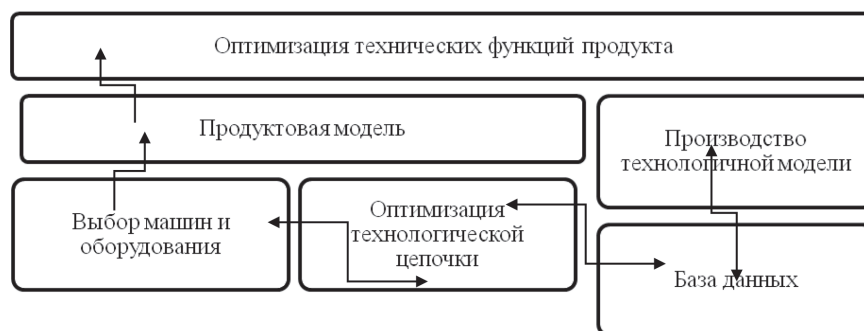 Оптимизация технических функций продукта
Продуктовая модель
Производство
технологичной модели
Выбор машин и
оборудования
Оптимизация
технологической
цепочки
База данных